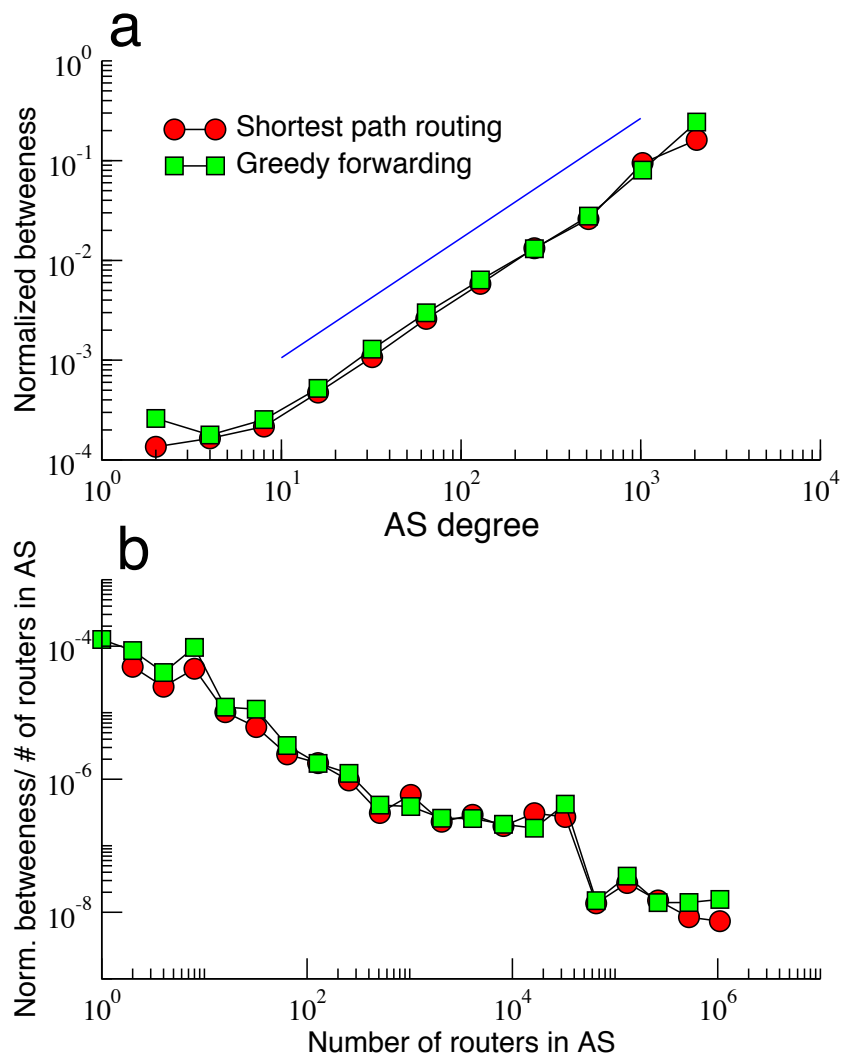 a
10^0
10^-1
10^-2
10^-3
10^-4
Normalized betweeness
Shortest path routing
Greedy forwarding
10^0 10^1 10^2 10^3 10^4
AS degree
b
10^-4
10^-6
10^-8
Norm. betweeness/ # of routers in AS
10^0 10^2 10^4 10^6
Number of routers in AS